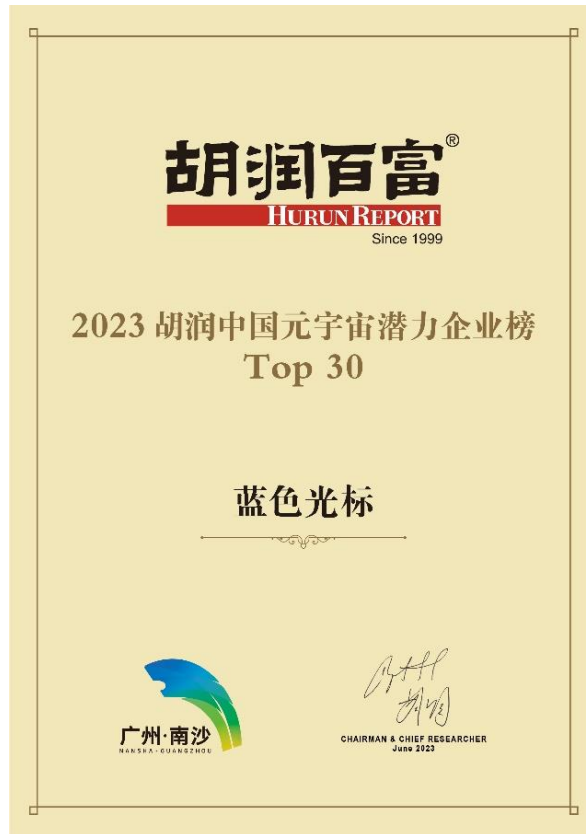 胡润百富®
HURUN REPORT
Since 1999
2023 胡润中国元宇宙潜力企业榜
Top 30
蓝色光标
广州·南沙
NANSHA·GUANGZHOU
胡润
CHAIRMAN & CHIEF RESEARCHER
June 2023